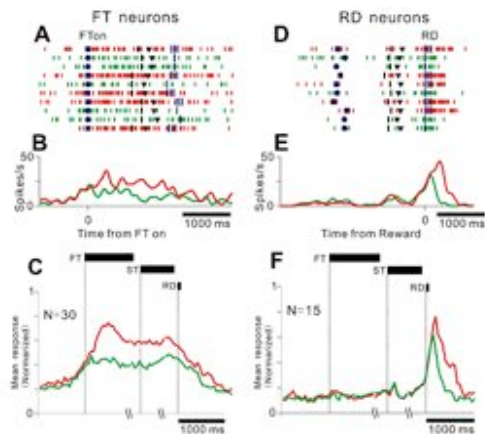 FT neurons
RD neurons
A
FTon
D
RD
B
E
50
Spikes/s
0
0
1000 ms
Time from FT on
50
Spikes/s
0
0
1000 ms
Time from Reward
C
FT
ST
RD
N=30
1
Mean response
(Normarized)
0
1000 ms
F
FT
ST
RD
N=15
1
Mean response
(Normarized)
0
1000 ms